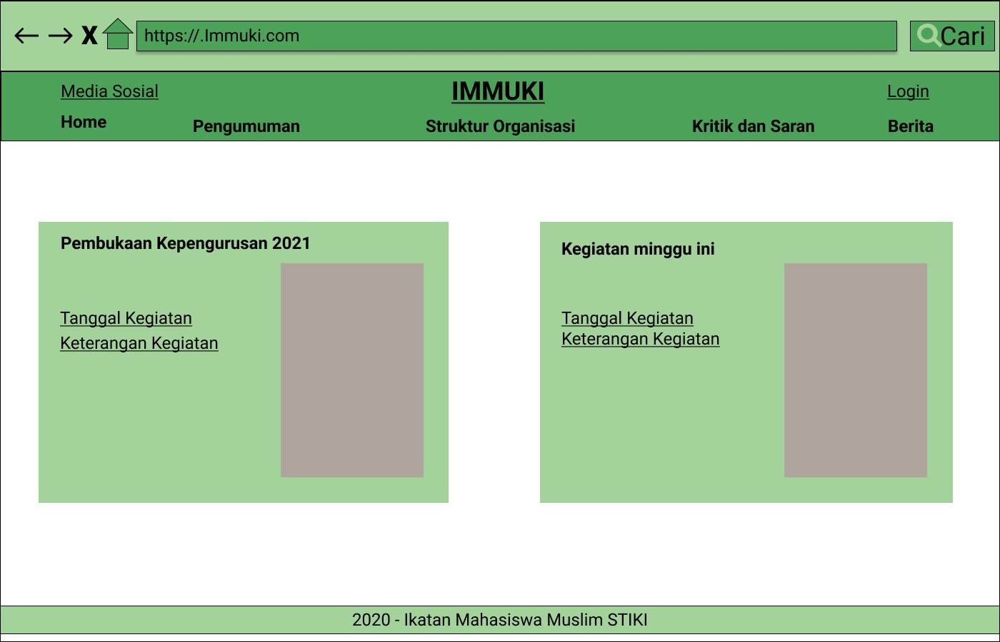 X
https://.Immuki.com
Cari
Media Sosial
IMMUKI
Login
Home
Pengumuman
Struktur Organisasi
Kritik dan Saran
Berita
Pembukaan Kepengurusan 2021
Tanggal Kegiatan
Keterangan Kegiatan
Kegiatan minggu ini
Tanggal Kegiatan
Keterangan Kegiatan
2020 - Ikatan Mahasiswa Muslim STIKI